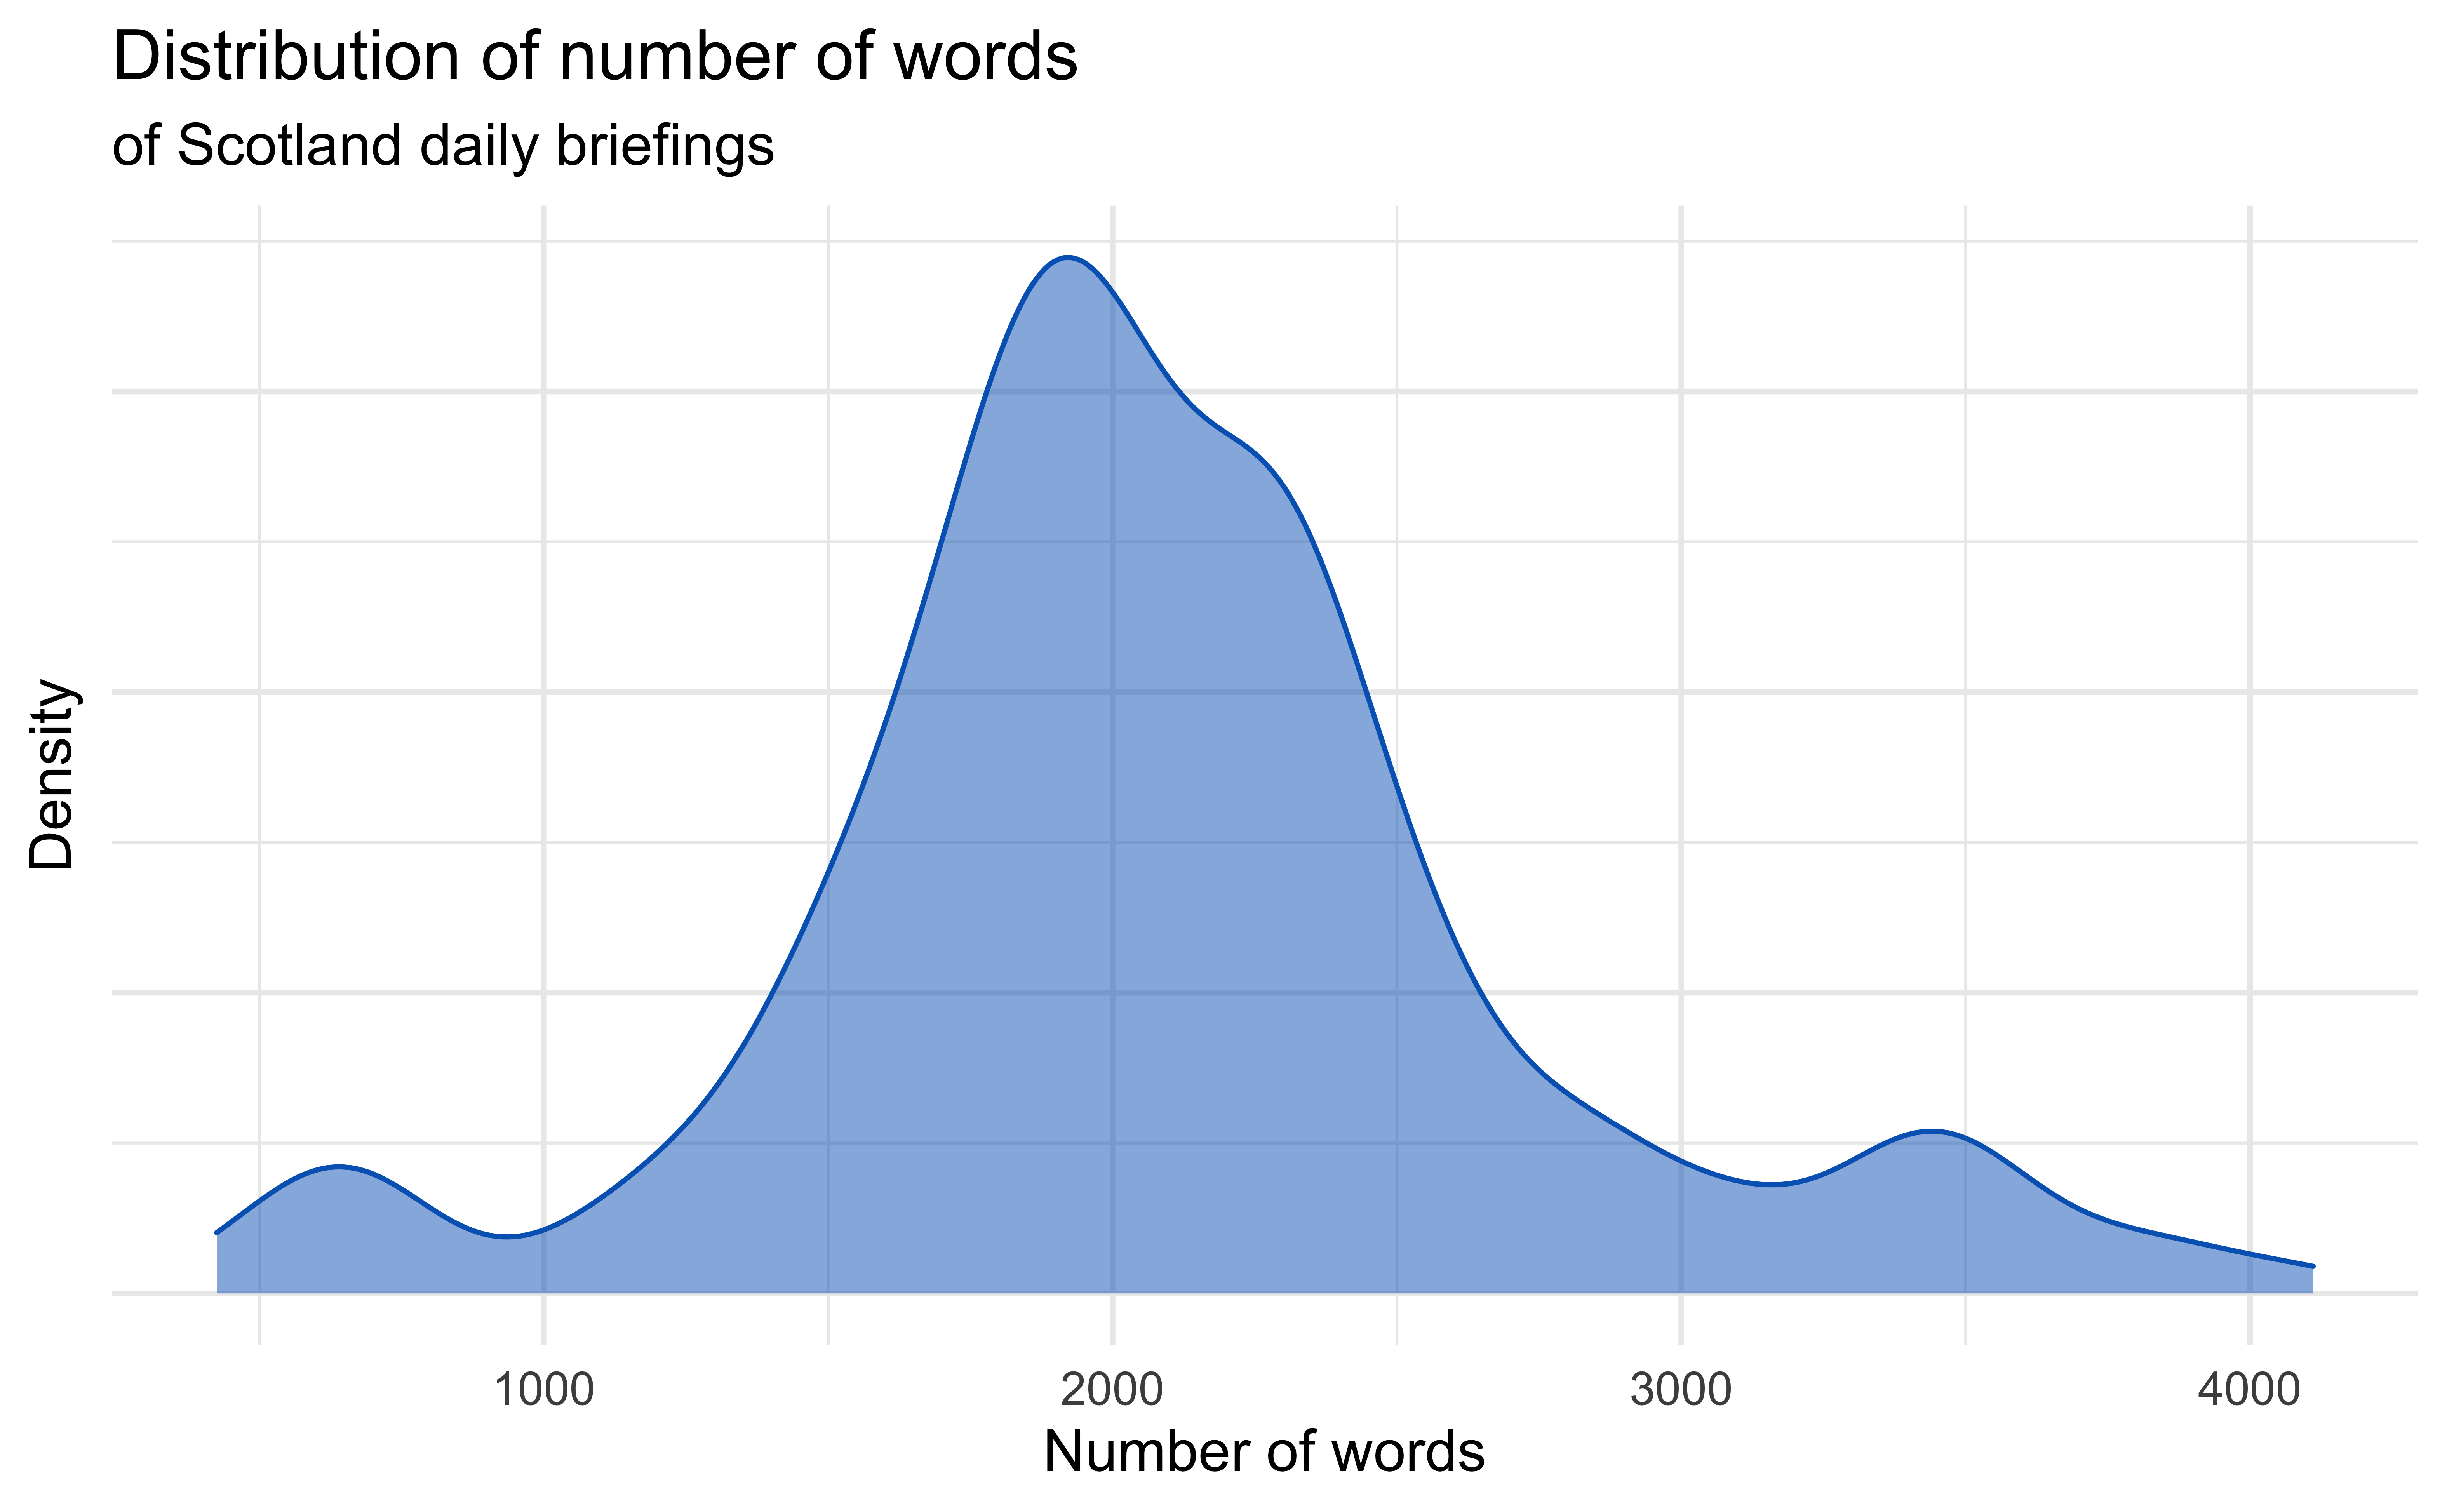 Distribution of number of words
of Scotland daily briefings
Density
1000
2000
3000
4000
Number of words